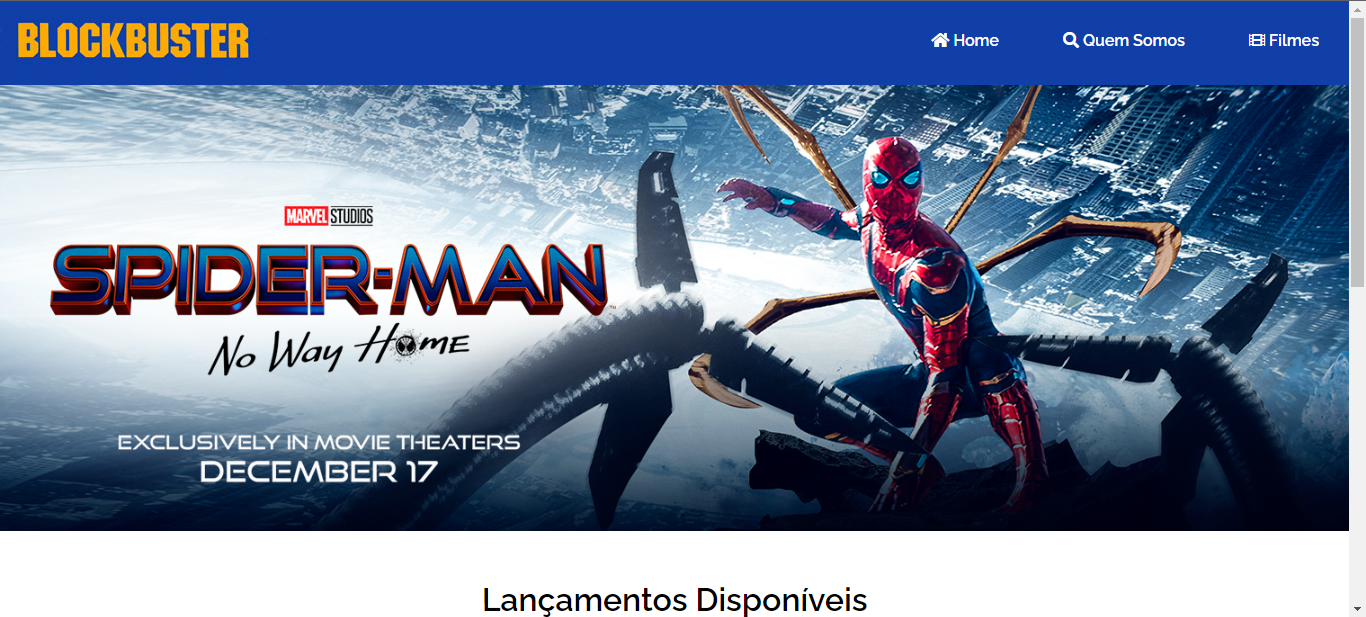 BLOCKBUSTER
Home
Quem Somos
Filmes
MARVEL STUDIOS
SPIDER-MAN™
No Way Home
EXCLUSIVELY IN MOVIE THEATERS
DECEMBER 17
Lançamentos Disponíveis